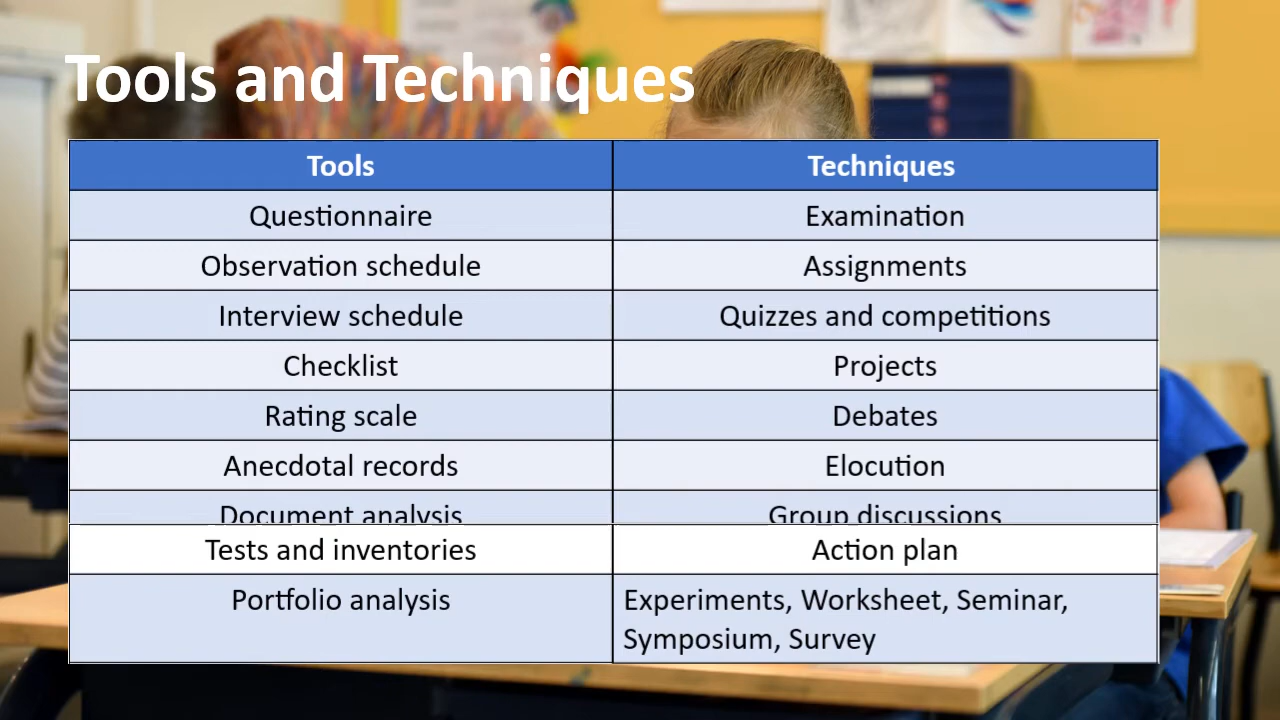 Tools and Techniques
Tools Techniques
Questionnaire Examination
Observation schedule Assignments
Interview schedule Quizzes and competitions
Checklist Projects
Rating scale Debates
Anecdotal records Elocution
Document analysis Group discussions
Tests and inventories Action plan
Portfolio analysis Experiments, Worksheet, Seminar,
Symposium, Survey